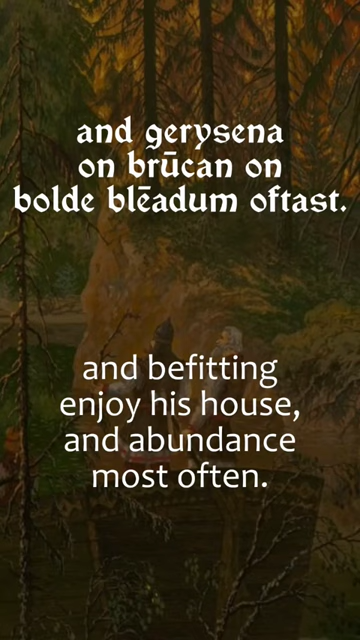 and gerysena
on brūcan on
bolde blēadum oftast.
and befitting
enjoy his house,
and abundance
most often.